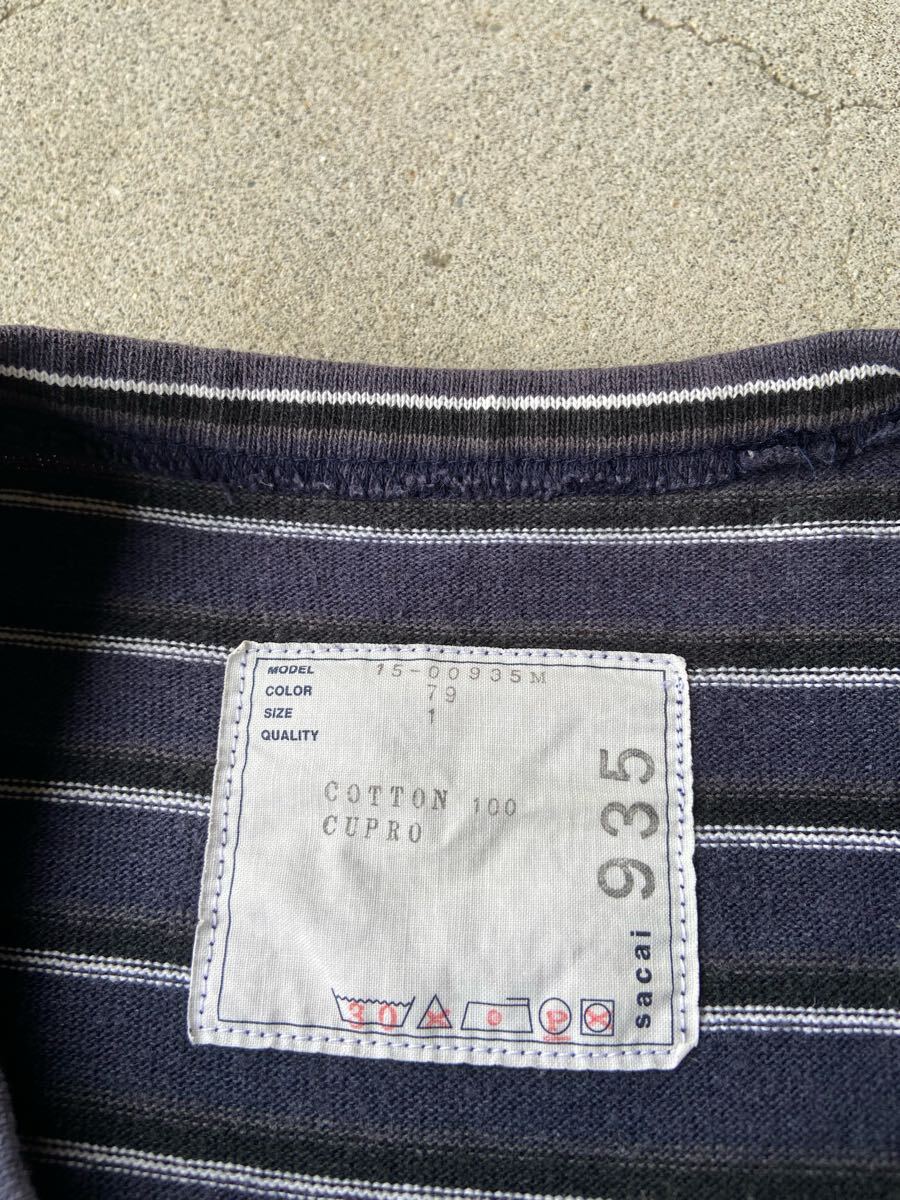 MODEL 15-00935M
COLOR 79
SIZE 1
QUALITY
COTTON 100
CUPRO
sacai 935
30
P